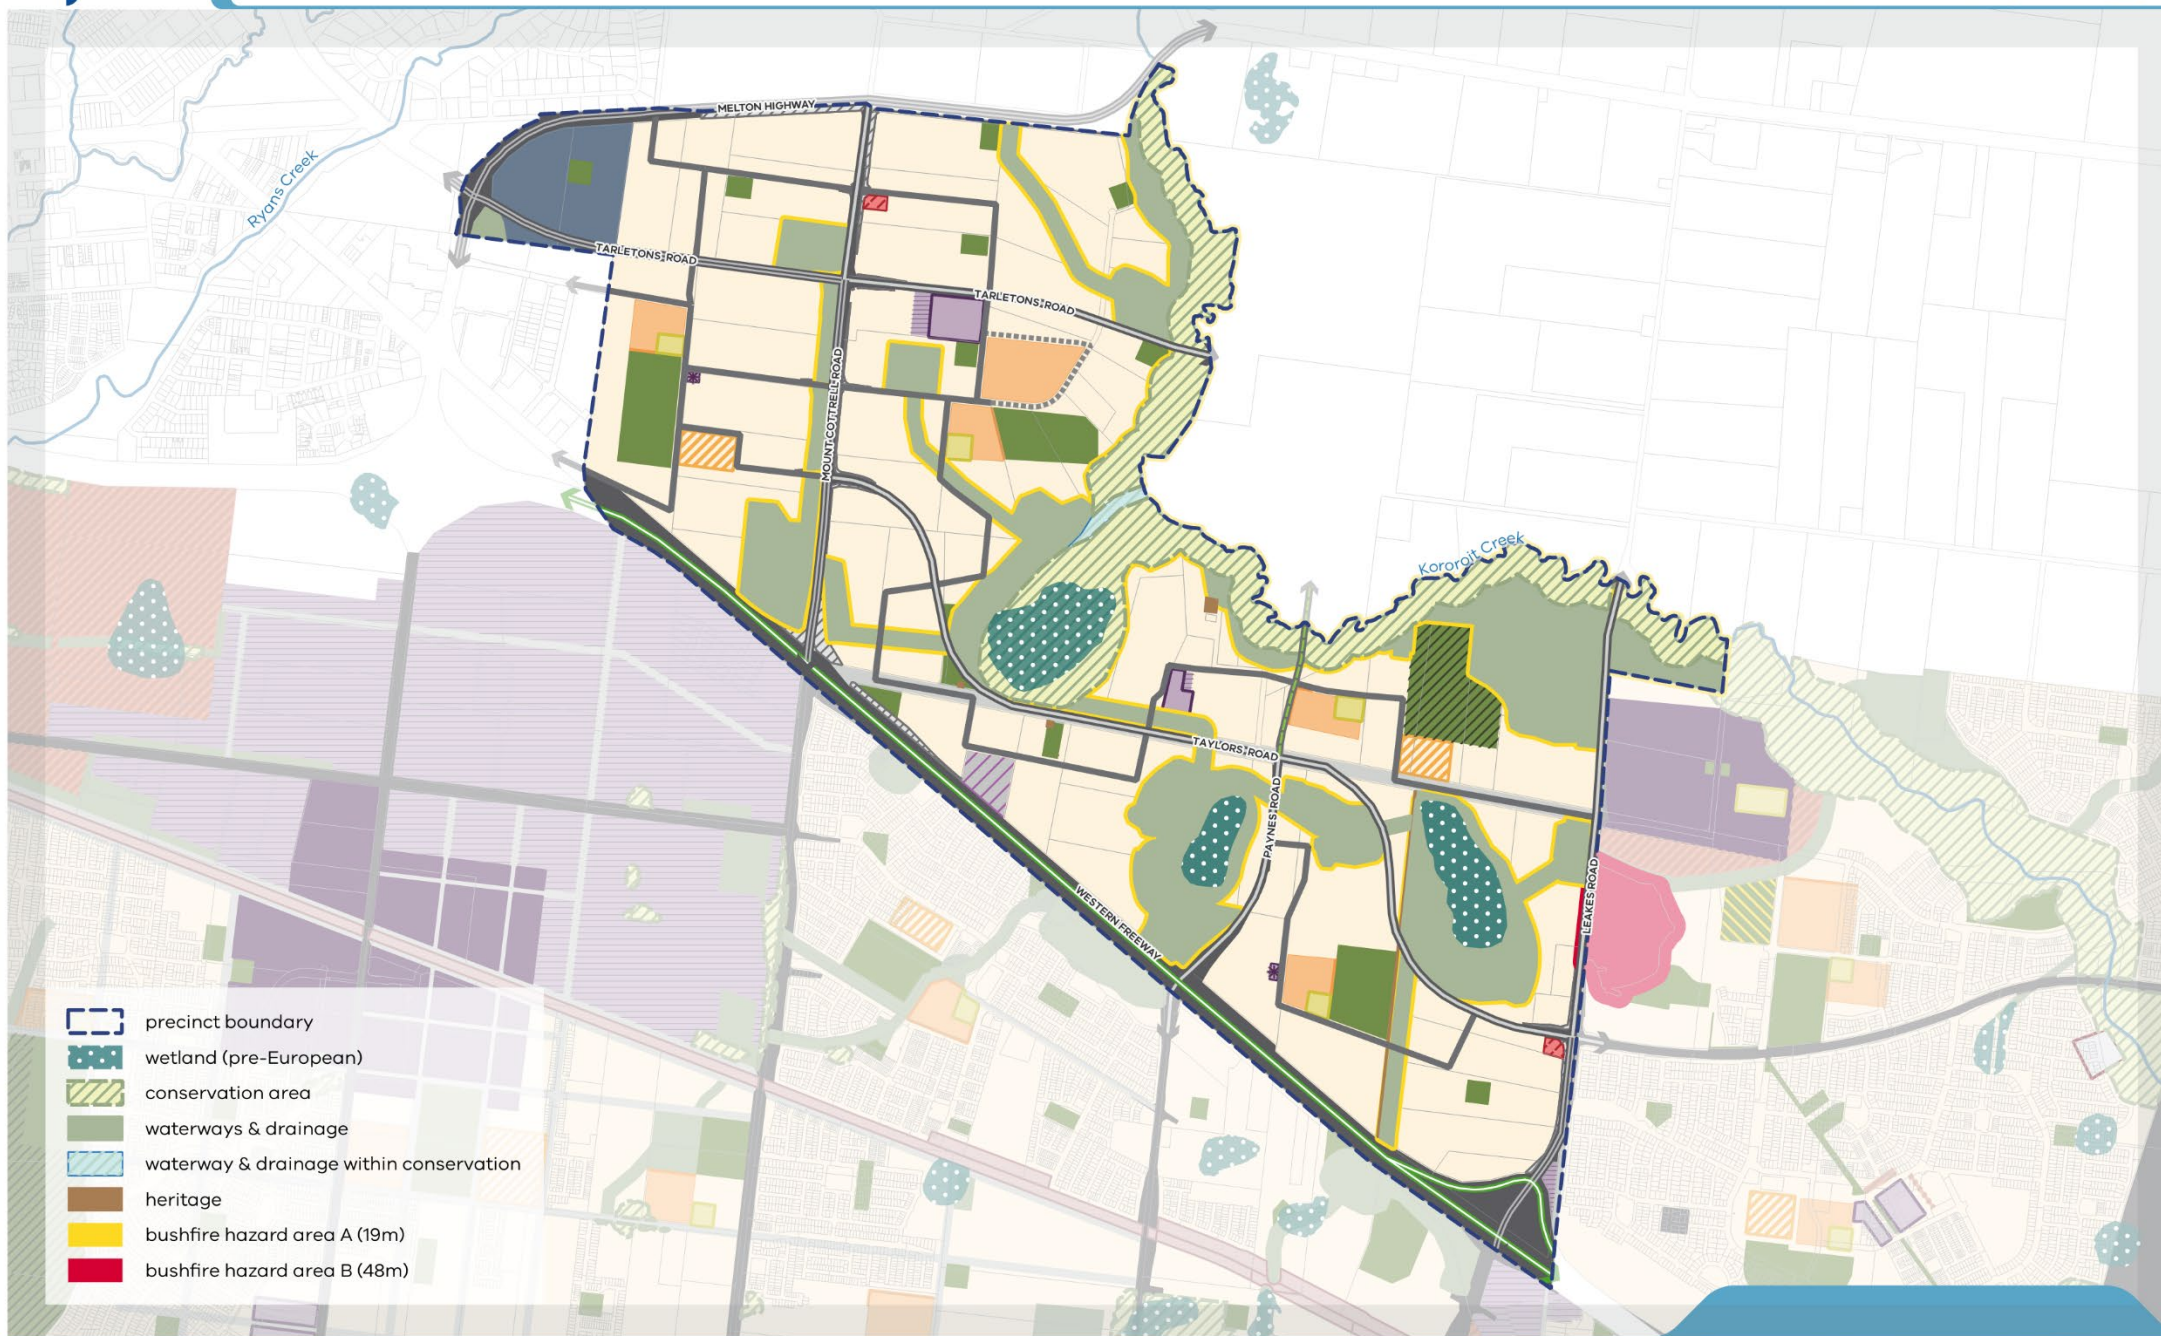 MELTON HIGHWAY
Ryans Creek
TARLETONS ROAD
TARLETONS ROAD
MOUNT COTTRELL ROAD
Kororoit Creek
TAYLORS ROAD
PAYNES ROAD
LEAKES ROAD
WESTERN FREEWAY
precinct boundary
wetland (pre-European)
conservation area
waterways & drainage
waterway & drainage within conservation
heritage
bushfire hazard area A (19m)
bushfire hazard area B (48m)